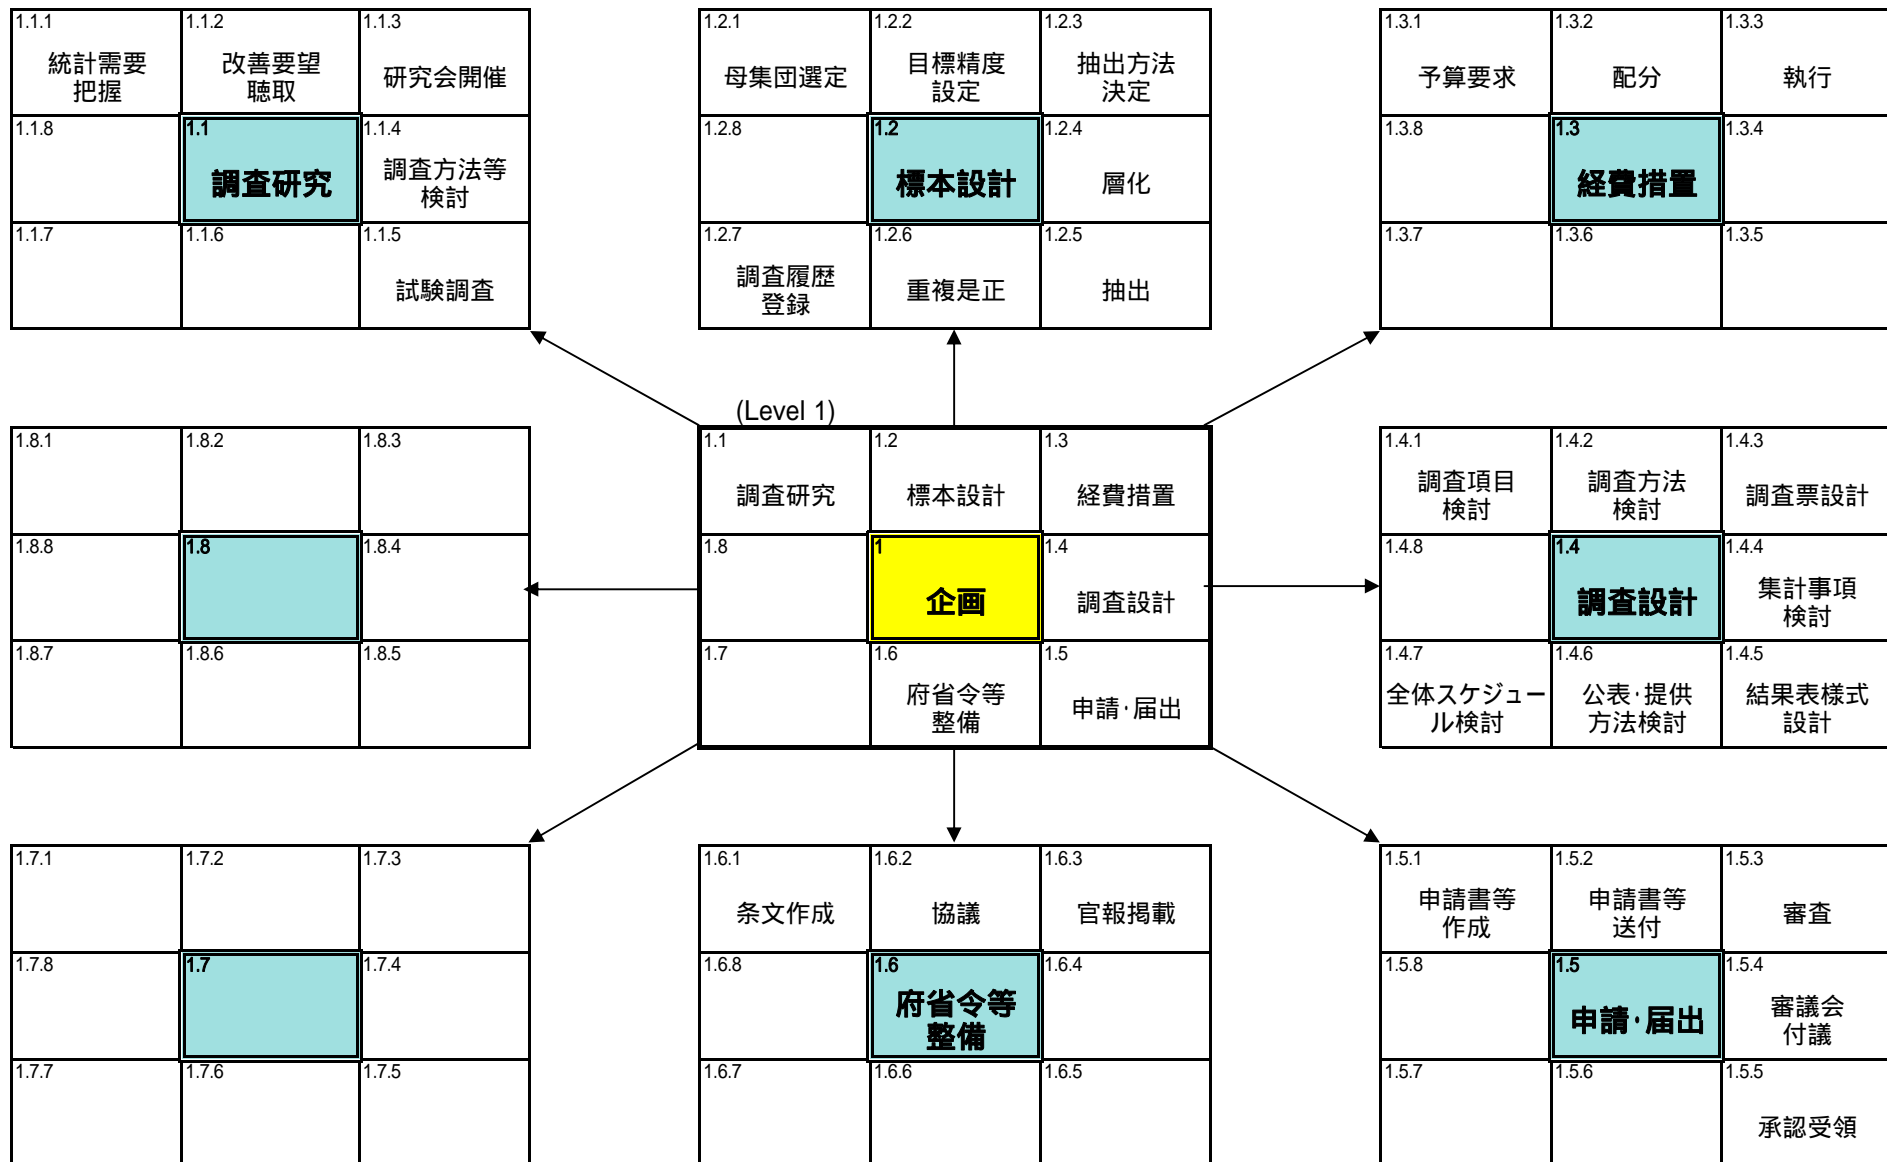 1.1.1
統計需要
把握
1.1.2
改善要望
聴取
1.1.3
研究会開催
1.1.8
1.1
調査研究
1.1.4
調査方法等
検討
1.1.7
1.1.6
1.1.5
試験調査
1.2.1
母集団選定
1.2.2
目標精度
設定
1.2.3
抽出方法
決定
1.2.8
1.2
標本設計
1.2.4
層化
1.2.7
調査履歴
登録
1.2.6
重複是正
1.2.5
抽出
1.3.1
予算要求
1.3.2
配分
1.3.3
執行
1.3.8
1.3
経費措置
1.3.4
1.3.7
1.3.6
1.3.5
1.8.1
1.8.2
1.8.3
1.8.8
1.8
1.8.4
1.8.7
1.8.6
1.8.5
(Level 1)
1.1
調査研究
1.2
標本設計
1.3
経費措置
1.8
1
企画
1.4
調査設計
1.7
1.6
府省令等
整備
1.5
申請・届出
1.4.1
調査項目
検討
1.4.2
調査方法
検討
1.4.3
調査票設計
1.4.8
1.4
調査設計
1.4.4
集計事項
検討
1.4.7
全体スケジュー
ル検討
1.4.6
公表・提供
方法検討
1.4.5
結果表様式
設計
1.7.1
1.7.2
1.7.3
1.7.8
1.7
1.7.4
1.7.7
1.7.6
1.7.5
1.6.1
条文作成
1.6.2
協議
1.6.3
官報掲載
1.6.8
1.6
府省令等
整備
1.6.4
1.6.7
1.6.6
1.6.5
1.5.1
申請書等
作成
1.5.2
申請書等
送付
1.5.3
審査
1.5.8
1.5
申請・届出
1.5.4
審議会
付議
1.5.7
1.5.6
1.5.5
承認受領